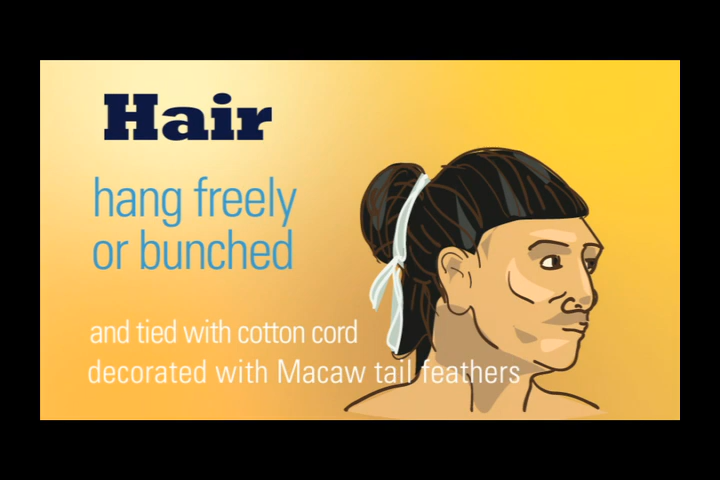 Hair
hang freely
or bunched
and tied with cotton cord
decorated with Macaw tail feathers